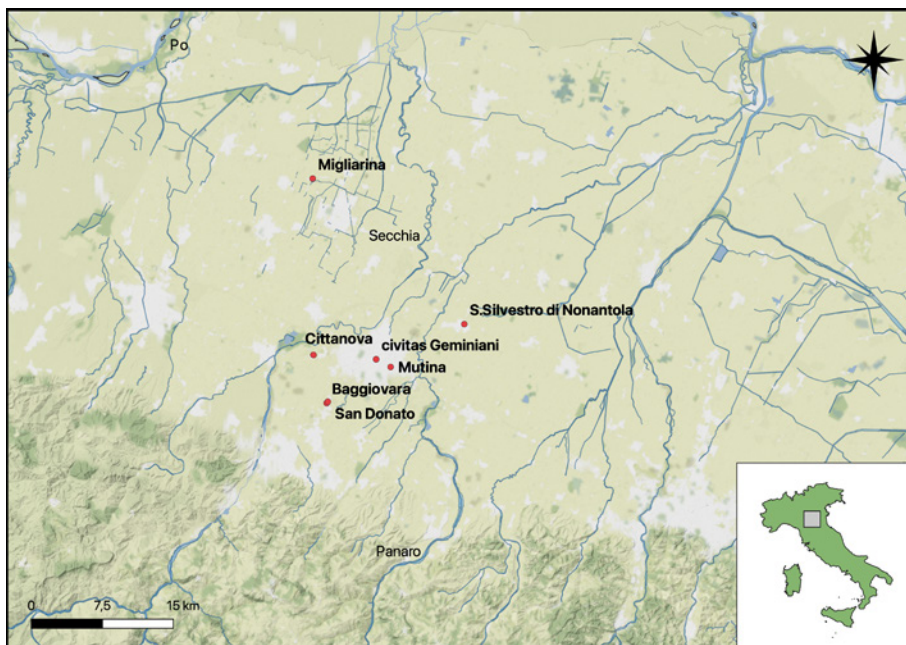 Po
Migliarina
Secchia
S.Silvestro di Nonantola
Cittanova
civitas Geminiani
Mutina
Baggiovara
San Donato
Panaro
0 7,5 15 km